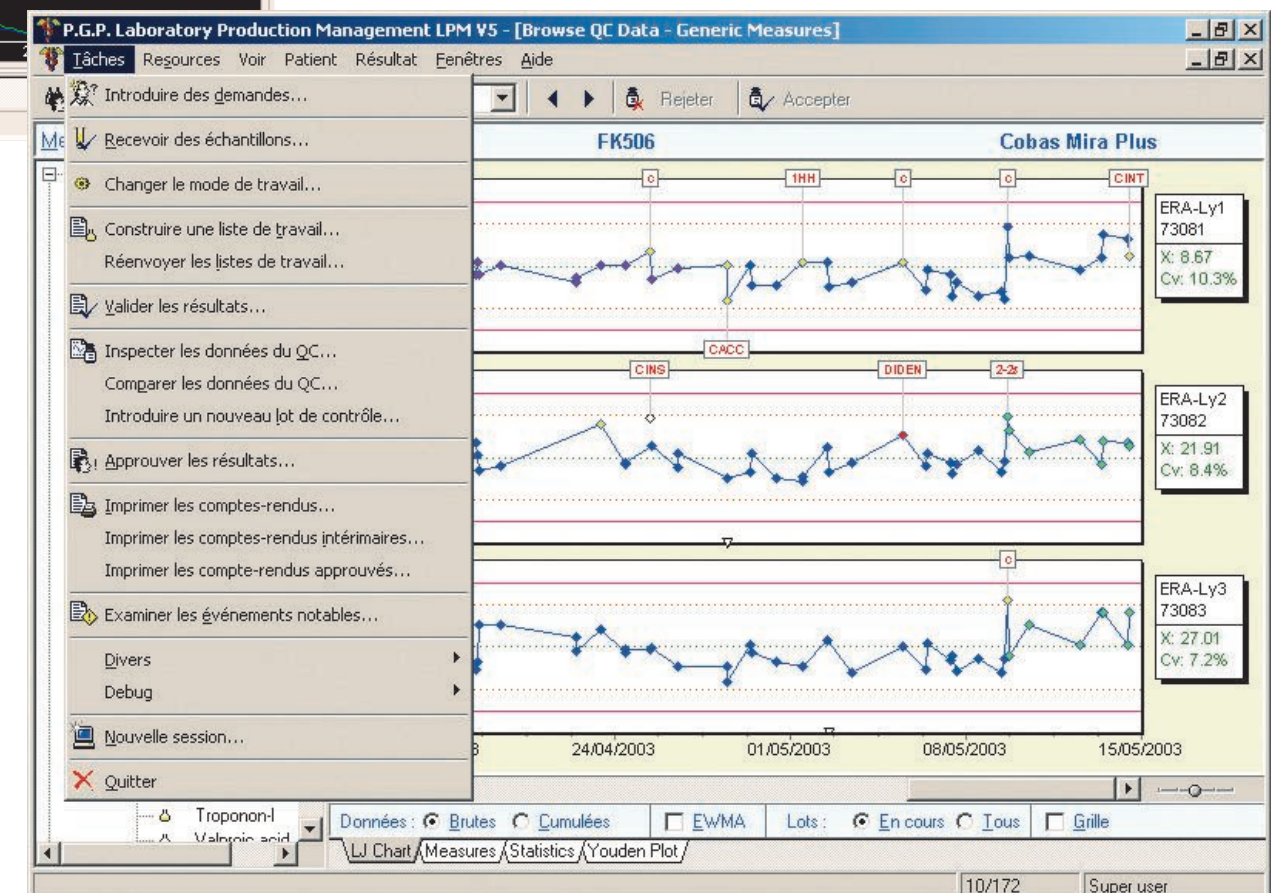 P.G.P. Laboratory Production Management LPM V5 - [Browse QC Data - Generic Measures]
Tâches Resources Voir Patient Résultat Fenêtres Aide
Rejeter Accepter
FK506 Cobas Mira Plus
Introduire des demandes...
Recevoir des échantillons...
Changer le mode de travail...
Construire une liste de travail...
Réenvoyer les listes de travail...
Valider les résultats...
Inspecter les données du QC...
Comparer les données du QC...
Introduire un nouveau lot de contrôle...
Approuver les résultats...
Imprimer les comptes-rendus...
Imprimer les comptes-rendus intérimaires...
Imprimer les compte-rendus approuvés...
Examiner les événements notables...
Divers
Debug
Nouvelle session...
Quitter
c 1HH c c CINT
CACC
ERA-Ly1
73081
X: 8.67
Cv: 10.3%
CINS DIDEN 2-2s
ERA-Ly2
73082
X: 21.91
Cv: 8.4%
c
ERA-Ly3
73083
X: 27.01
Cv: 7.2%
24/04/2003 01/05/2003 08/05/2003 15/05/2003
Troponon-I
Valproic acid
Données : Brutes Cumulées EWMA Lots : En cours Tous Grille
LJ Chart Measures Statistics Youden Plot
10/172 Super user